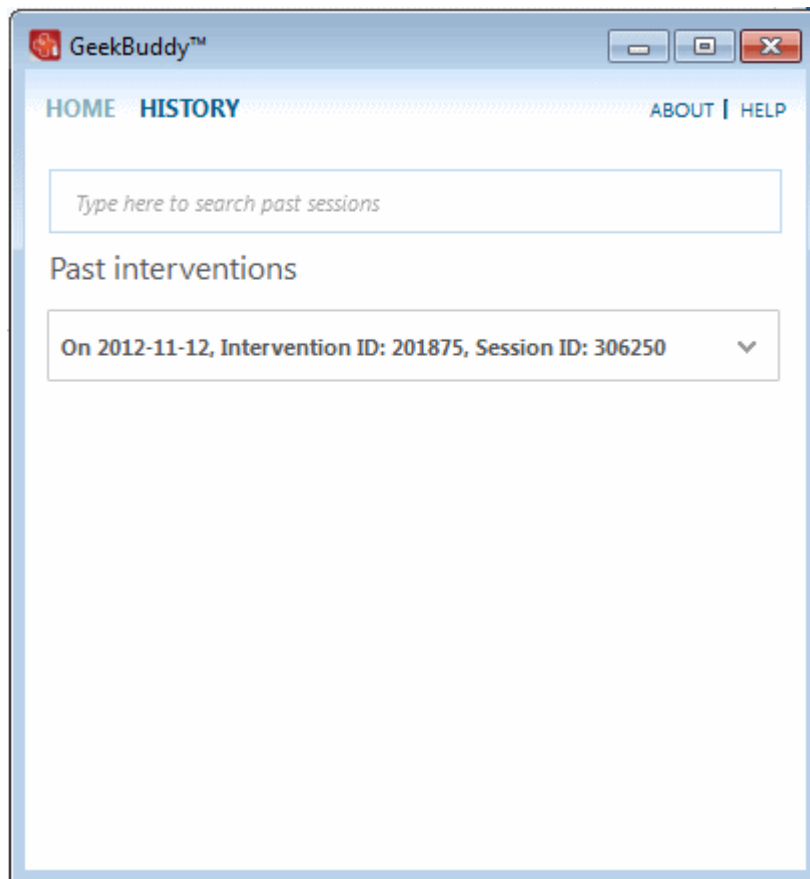 GeekBuddy™
HOME HISTORY ABOUT | HELP
Type here to search past sessions
Past interventions
On 2012-11-12, Intervention ID: 201875, Session ID: 306250